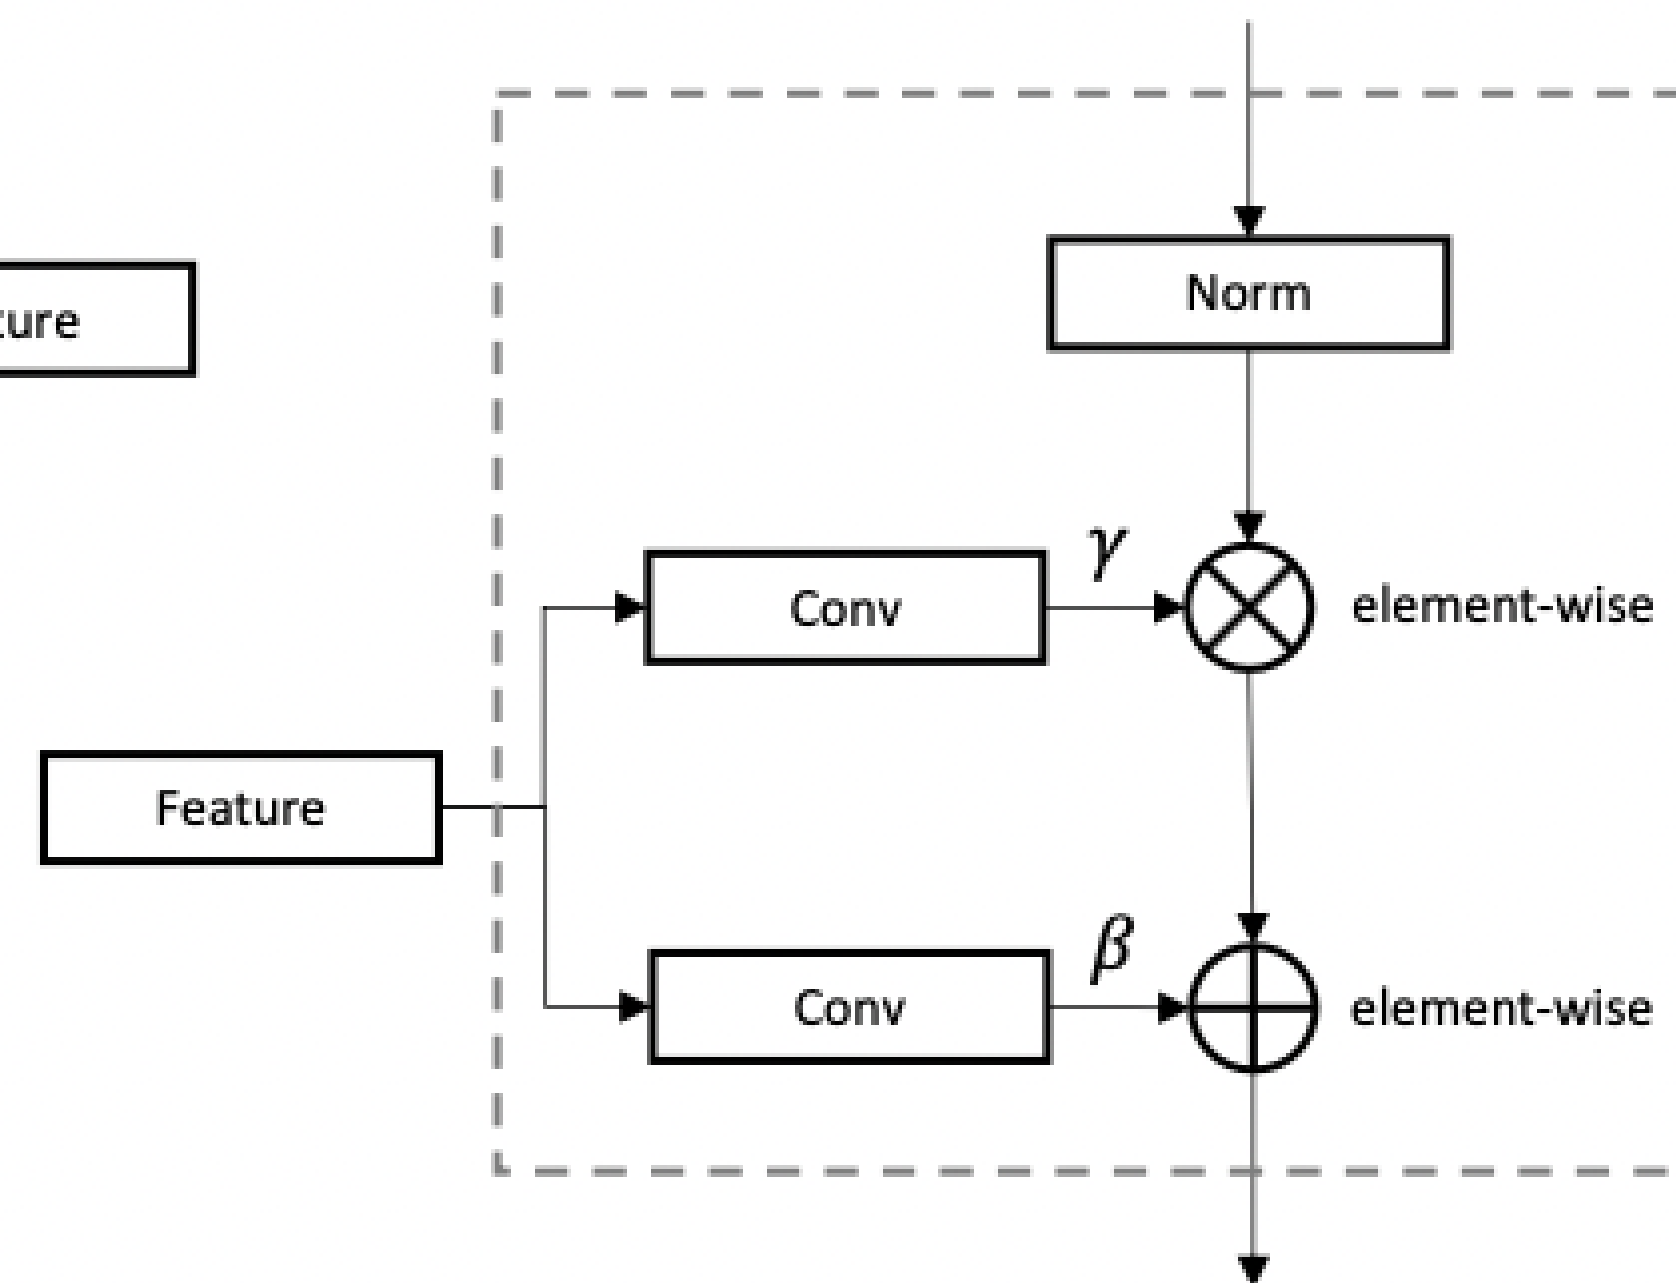 Norm
ture
γ
Conv
element-wise
Feature
β
Conv
element-wise